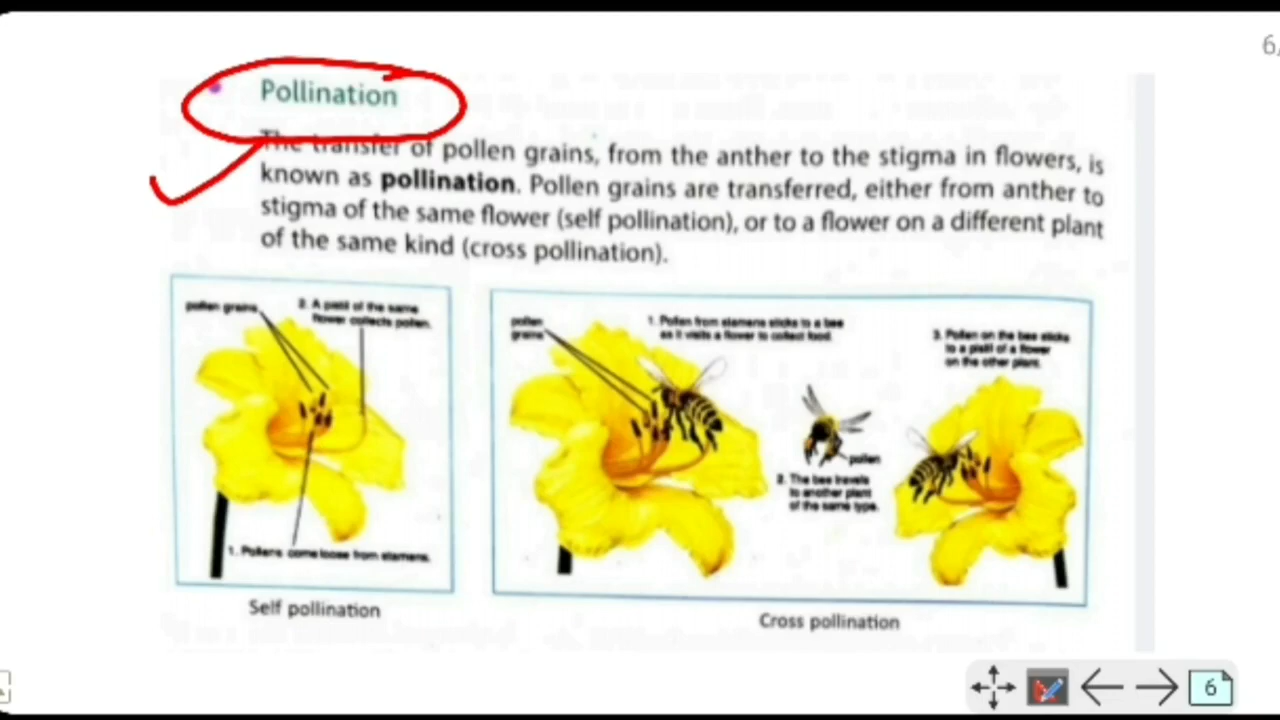 6/
Pollination
The transfer of pollen grains, from the anther to the stigma in flowers, is
known as pollination. Pollen grains are transferred, either from anther to
stigma of the same flower (self pollination), or to a flower on a different plant
of the same kind (cross pollination).
pollen grains
2. A pistil of the same
flower collects pollen.
1. Pollens come loose from stamens.
Self pollination
pollen
grains
1. Pollen from stamens sticks to a bee
as it visits a flower to collect food.
pollen
2. The bee travels
to another plant
of the same type.
3. Pollen on the bee sticks
to a pistil of a flower
on the other plant.
Cross pollination
6